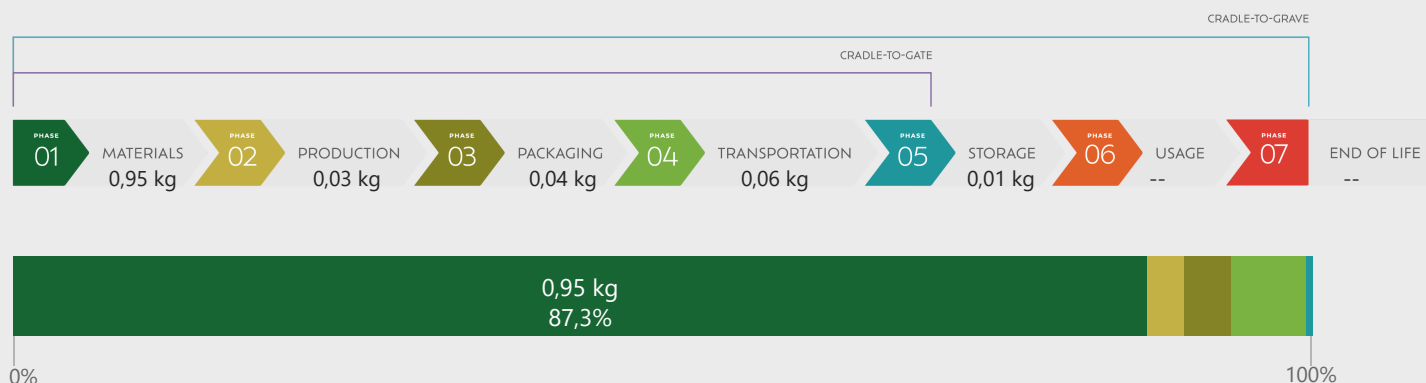 CRADLE-TO-GRAVE
CRADLE-TO-GATE
PHASE
01
MATERIALS
0,95 kg
PHASE
02
PRODUCTION
0,03 kg
PHASE
03
PACKAGING
0,04 kg
PHASE
04
TRANSPORTATION
0,06 kg
PHASE
05
STORAGE
0,01 kg
PHASE
06
USAGE
--
PHASE
07
END OF LIFE
--
0,95 kg
87,3%
0%
100%